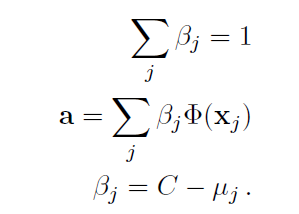 ∑_j β_j = 1
a = ∑_j β_j Φ(x_j)
β_j = C − μ_j .